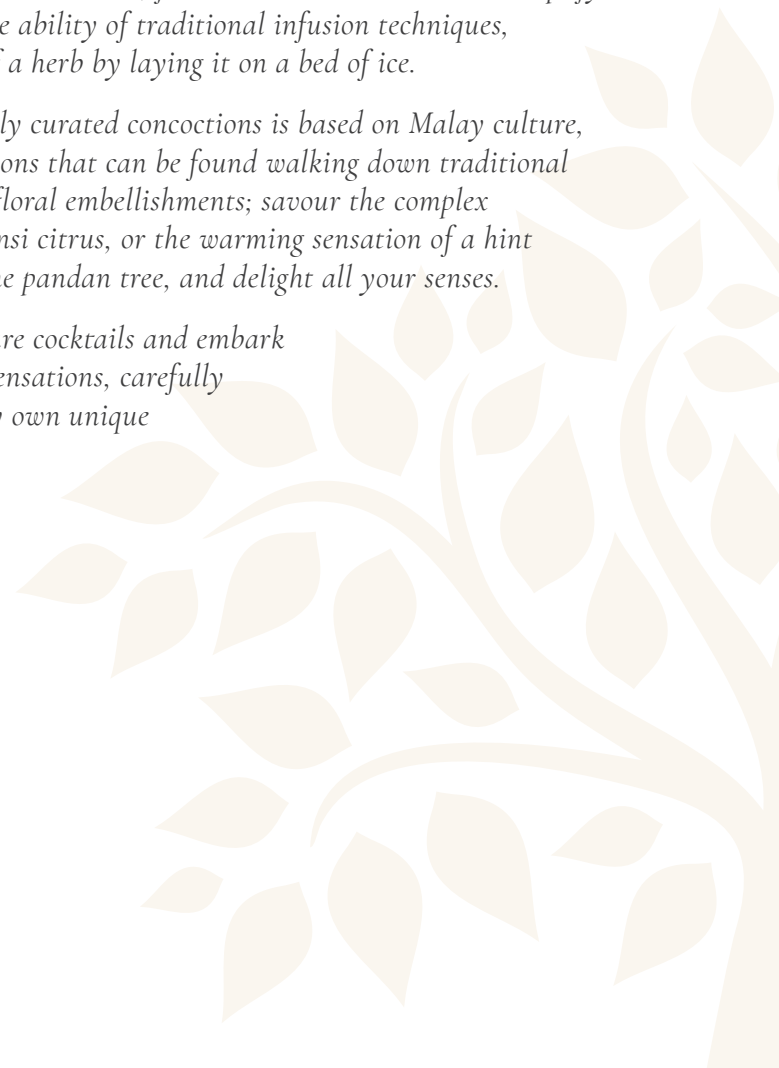 e ability of traditional infusion techniques,
a herb by laying it on a bed of ice.
ly curated concoctions is based on Malay culture,
ons that can be found walking down traditional
floral embellishments; savour the complex
nsi citrus, or the warming sensation of a hint
e pandan tree, and delight all your senses.
re cocktails and embark
ensations, carefully
own unique